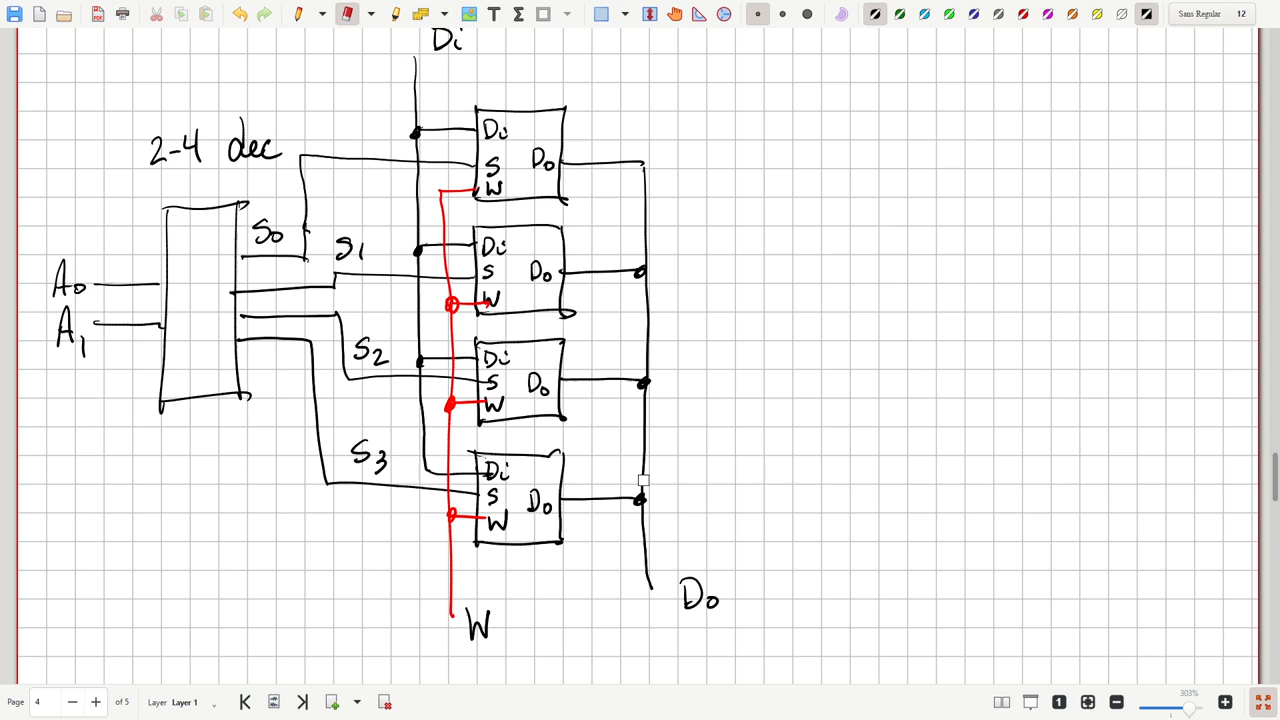 Sans Regular 12
Di
2-4 dec
Di
S
W
Do
S0
S1
Di
S
W
Do
A0
A1
S2
Di
S
W
Do
S3
Di
S
W
Do
Do
W
303%
Page 4 of 5 Layer Layer 1
1